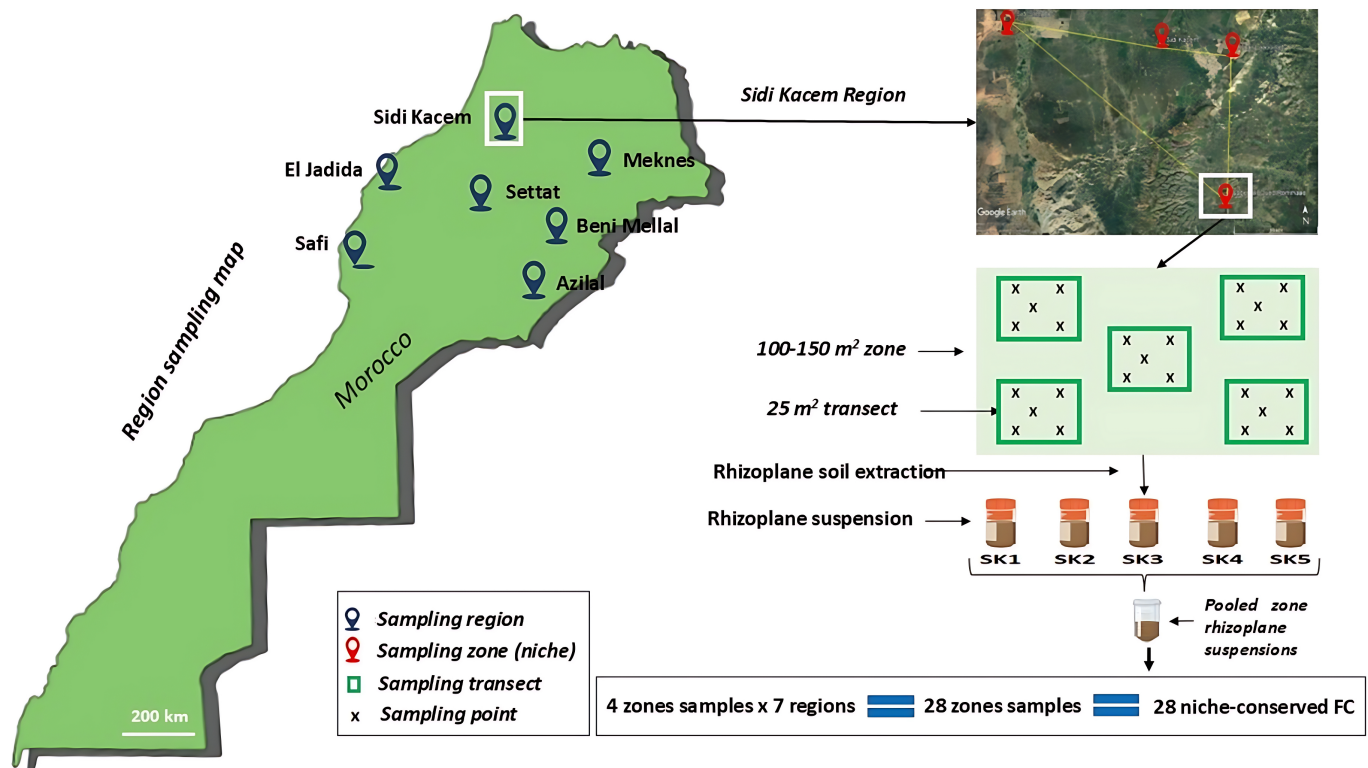 Sidi Kacem
El Jadida
Meknes
Settat
Beni Mellal
Safi
Azilal
Region sampling map
Morocco
200 km
Sampling region
Sampling zone (niche)
Sampling transect
x Sampling point
Sidi Kacem Region
Sidi Kacem
Google Earth
N
100-150 m² zone
25 m² transect
x x x x x
x x x x x
x x x x x
x x x x x
x x x x x
Rhizoplane soil extraction
Rhizoplane suspension
SK1 SK2 SK3 SK4 SK5
Pooled zone
rhizoplane
suspensions
4 zones samples x 7 regions 28 zones samples 28 niche-conserved FC